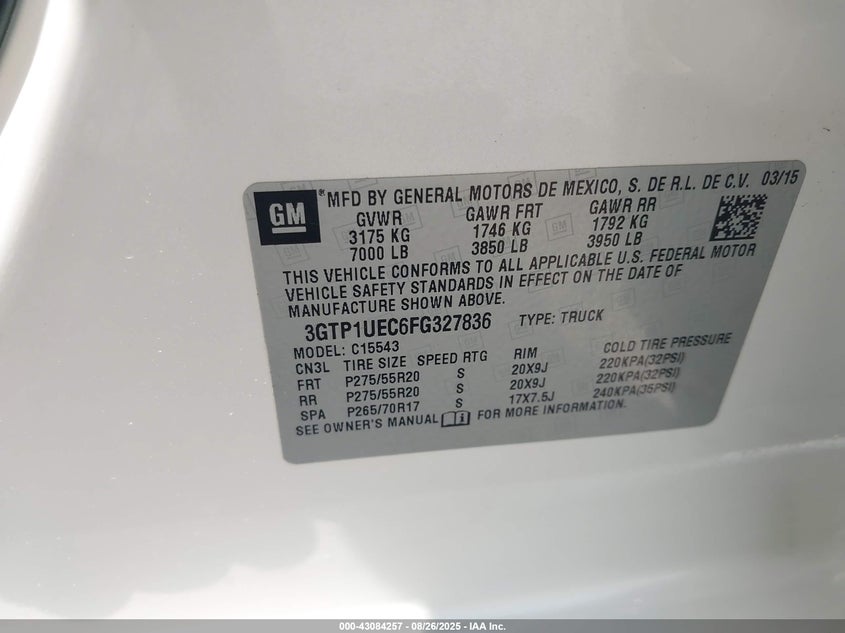 GM
*MFD BY GENERAL MOTORS DE MEXICO, S. DE R.L. DE C.V. 03/15
GVWR GAWR FRT GAWR RR
3175 KG 1746 KG 1792 KG
7000 LB 3850 LB 3950 LB
THIS VEHICLE CONFORMS TO ALL APPLICABLE U.S. FEDERAL MOTOR
VEHICLE SAFETY STANDARDS IN EFFECT ON THE DATE OF
MANUFACTURE SHOWN ABOVE.
3GTP1UEC6FG327836 TYPE: TRUCK
MODEL: C15543
CN3L TIRE SIZE SPEED RTG RIM COLD TIRE PRESSURE
FRT P275/55R20 S 20X9J 220KPA(32PSI)
RR P275/55R20 S 20X9J 220KPA(32PSI)
SPA P265/70R17 S 17X7.5J 240KPA(35PSI)
SEE OWNER'S MANUAL FOR MORE INFORMATION.
000-43084257 - 08/26/2025 - IAA Inc.